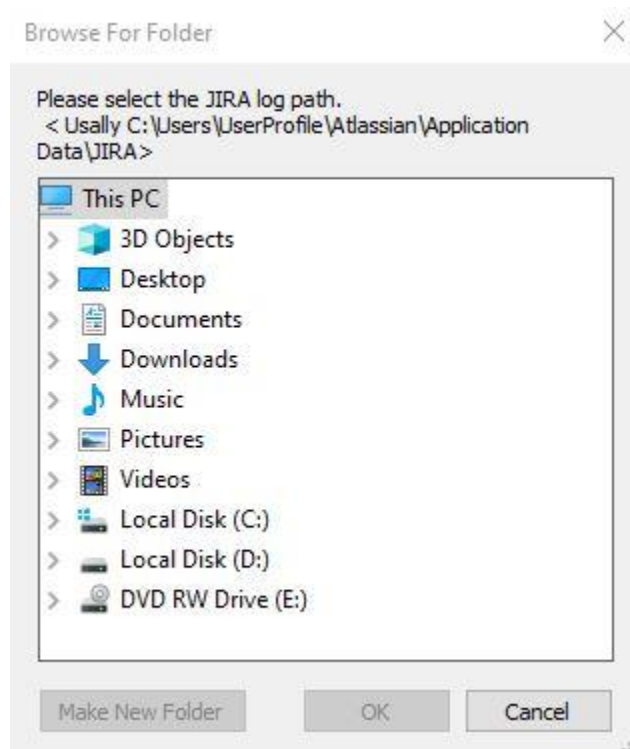 Browse For Folder
Please select the JIRA log path.
< Usally C:\Users\UserProfile\Atlassian\Application
Data\JIRA>
This PC
3D Objects
Desktop
Documents
Downloads
Music
Pictures
Videos
Local Disk (C:)
Local Disk (D:)
DVD RW Drive (E:)
Make New Folder OK Cancel